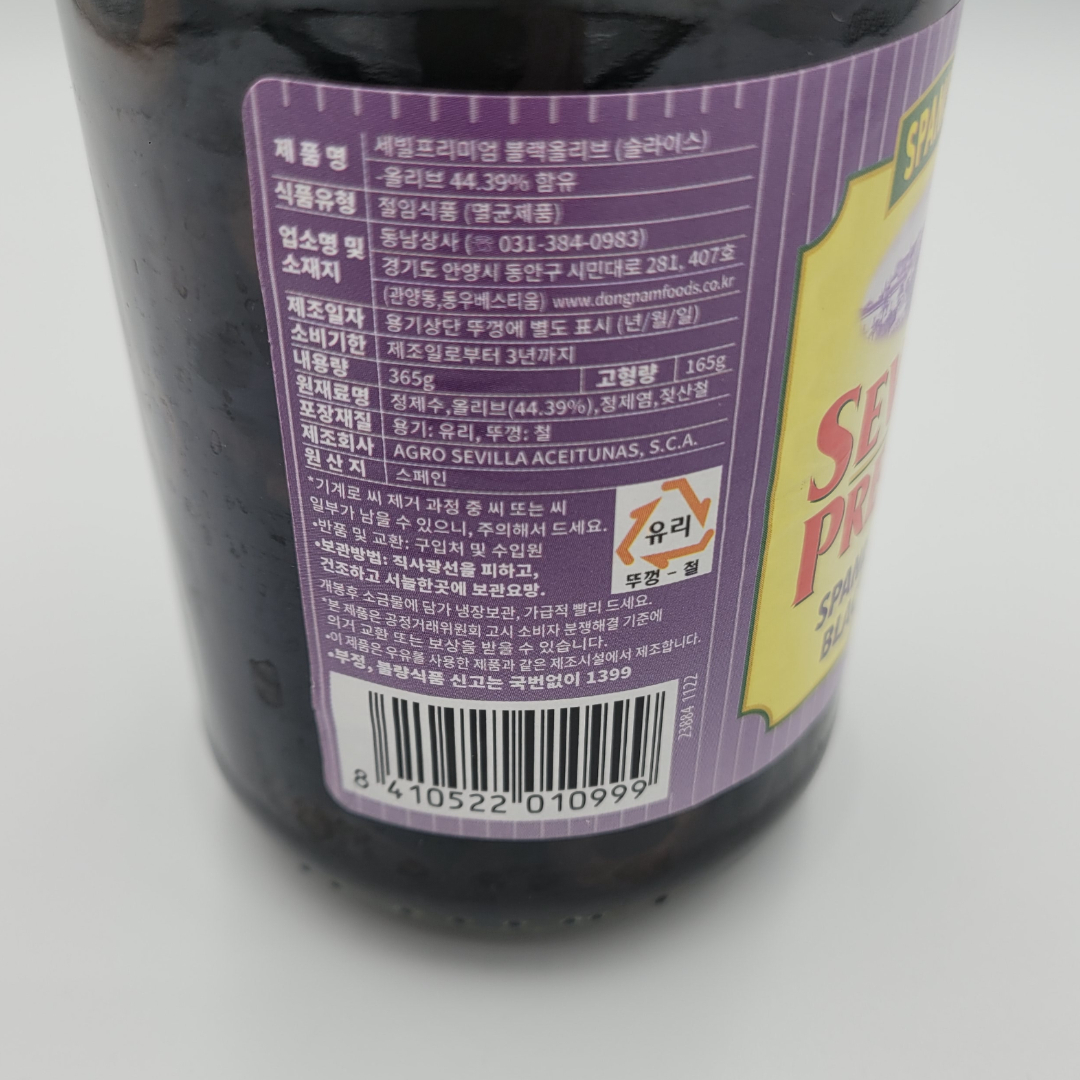 제품명 세빌프리미엄 블랙올리브 (슬라이스)
-올리브 44.39% 함유
식품유형 절임식품 (멸균제품)
업소명 및 소재지 동남상사 (☏ 031-384-0983)
경기도 안양시 동안구 시민대로 281, 407호
(관양동,동우베스티움) www.dongnamfoods.co.kr
제조일자 용기상단 뚜껑에 별도 표시 (년/월/일)
소비기한 제조일로부터 3년까지
내용량 365g 고형량 165g
원재료명 정제수,올리브(44.39%),정제염,젖산철
포장재질 용기: 유리, 뚜껑: 철
제조회사 AGRO SEVILLA ACEITUNAS, S.C.A.
원산지 스페인
*기계로 씨 제거 과정 중 씨 또는 씨
일부가 남을 수 있으니, 주의해서 드세요.
•반품 및 교환: 구입처 및 수입원
•보관방법: 직사광선을 피하고,
건조하고 서늘한곳에 보관요망.
개봉후 소금물에 담가 냉장보관, 가급적 빨리 드세요.
*본 제품은 공정거래위원회 고시 소비자 분쟁해결 기준에
의거 교환 또는 보상을 받을 수 있습니다.
•이 제품은 우유를 사용한 제품과 같은 제조시설에서 제조합니다.
•부정, 불량식품 신고는 국번없이 1399
유리
뚜껑 - 철
23884 1122
8 410522 010999
SPAN
SEV
PRE
SPAN
BLA